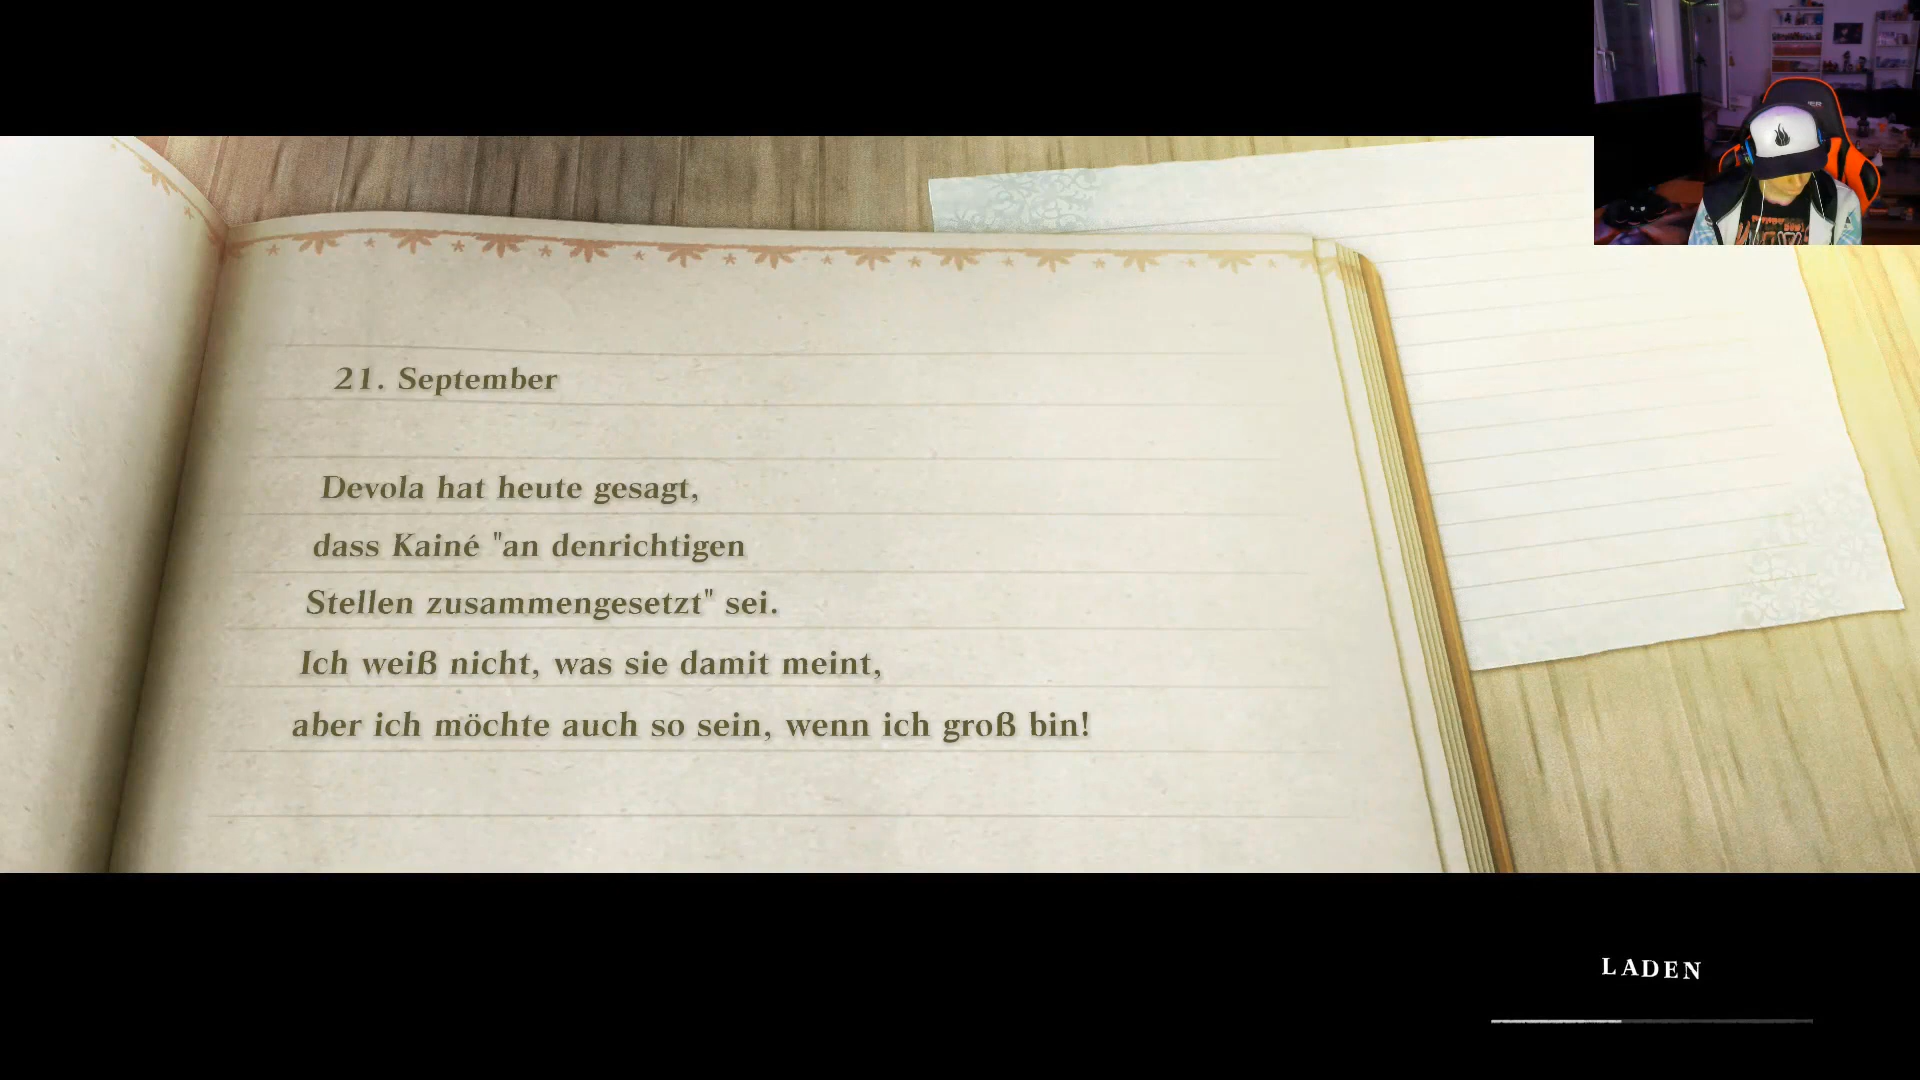 21. September
Devola hat heute gesagt,
dass Kainé "an denrichtigen
Stellen zusammengesetzt" sei.
Ich weiß nicht, was sie damit meint,
aber ich möchte auch so sein, wenn ich groß bin!
LADEN